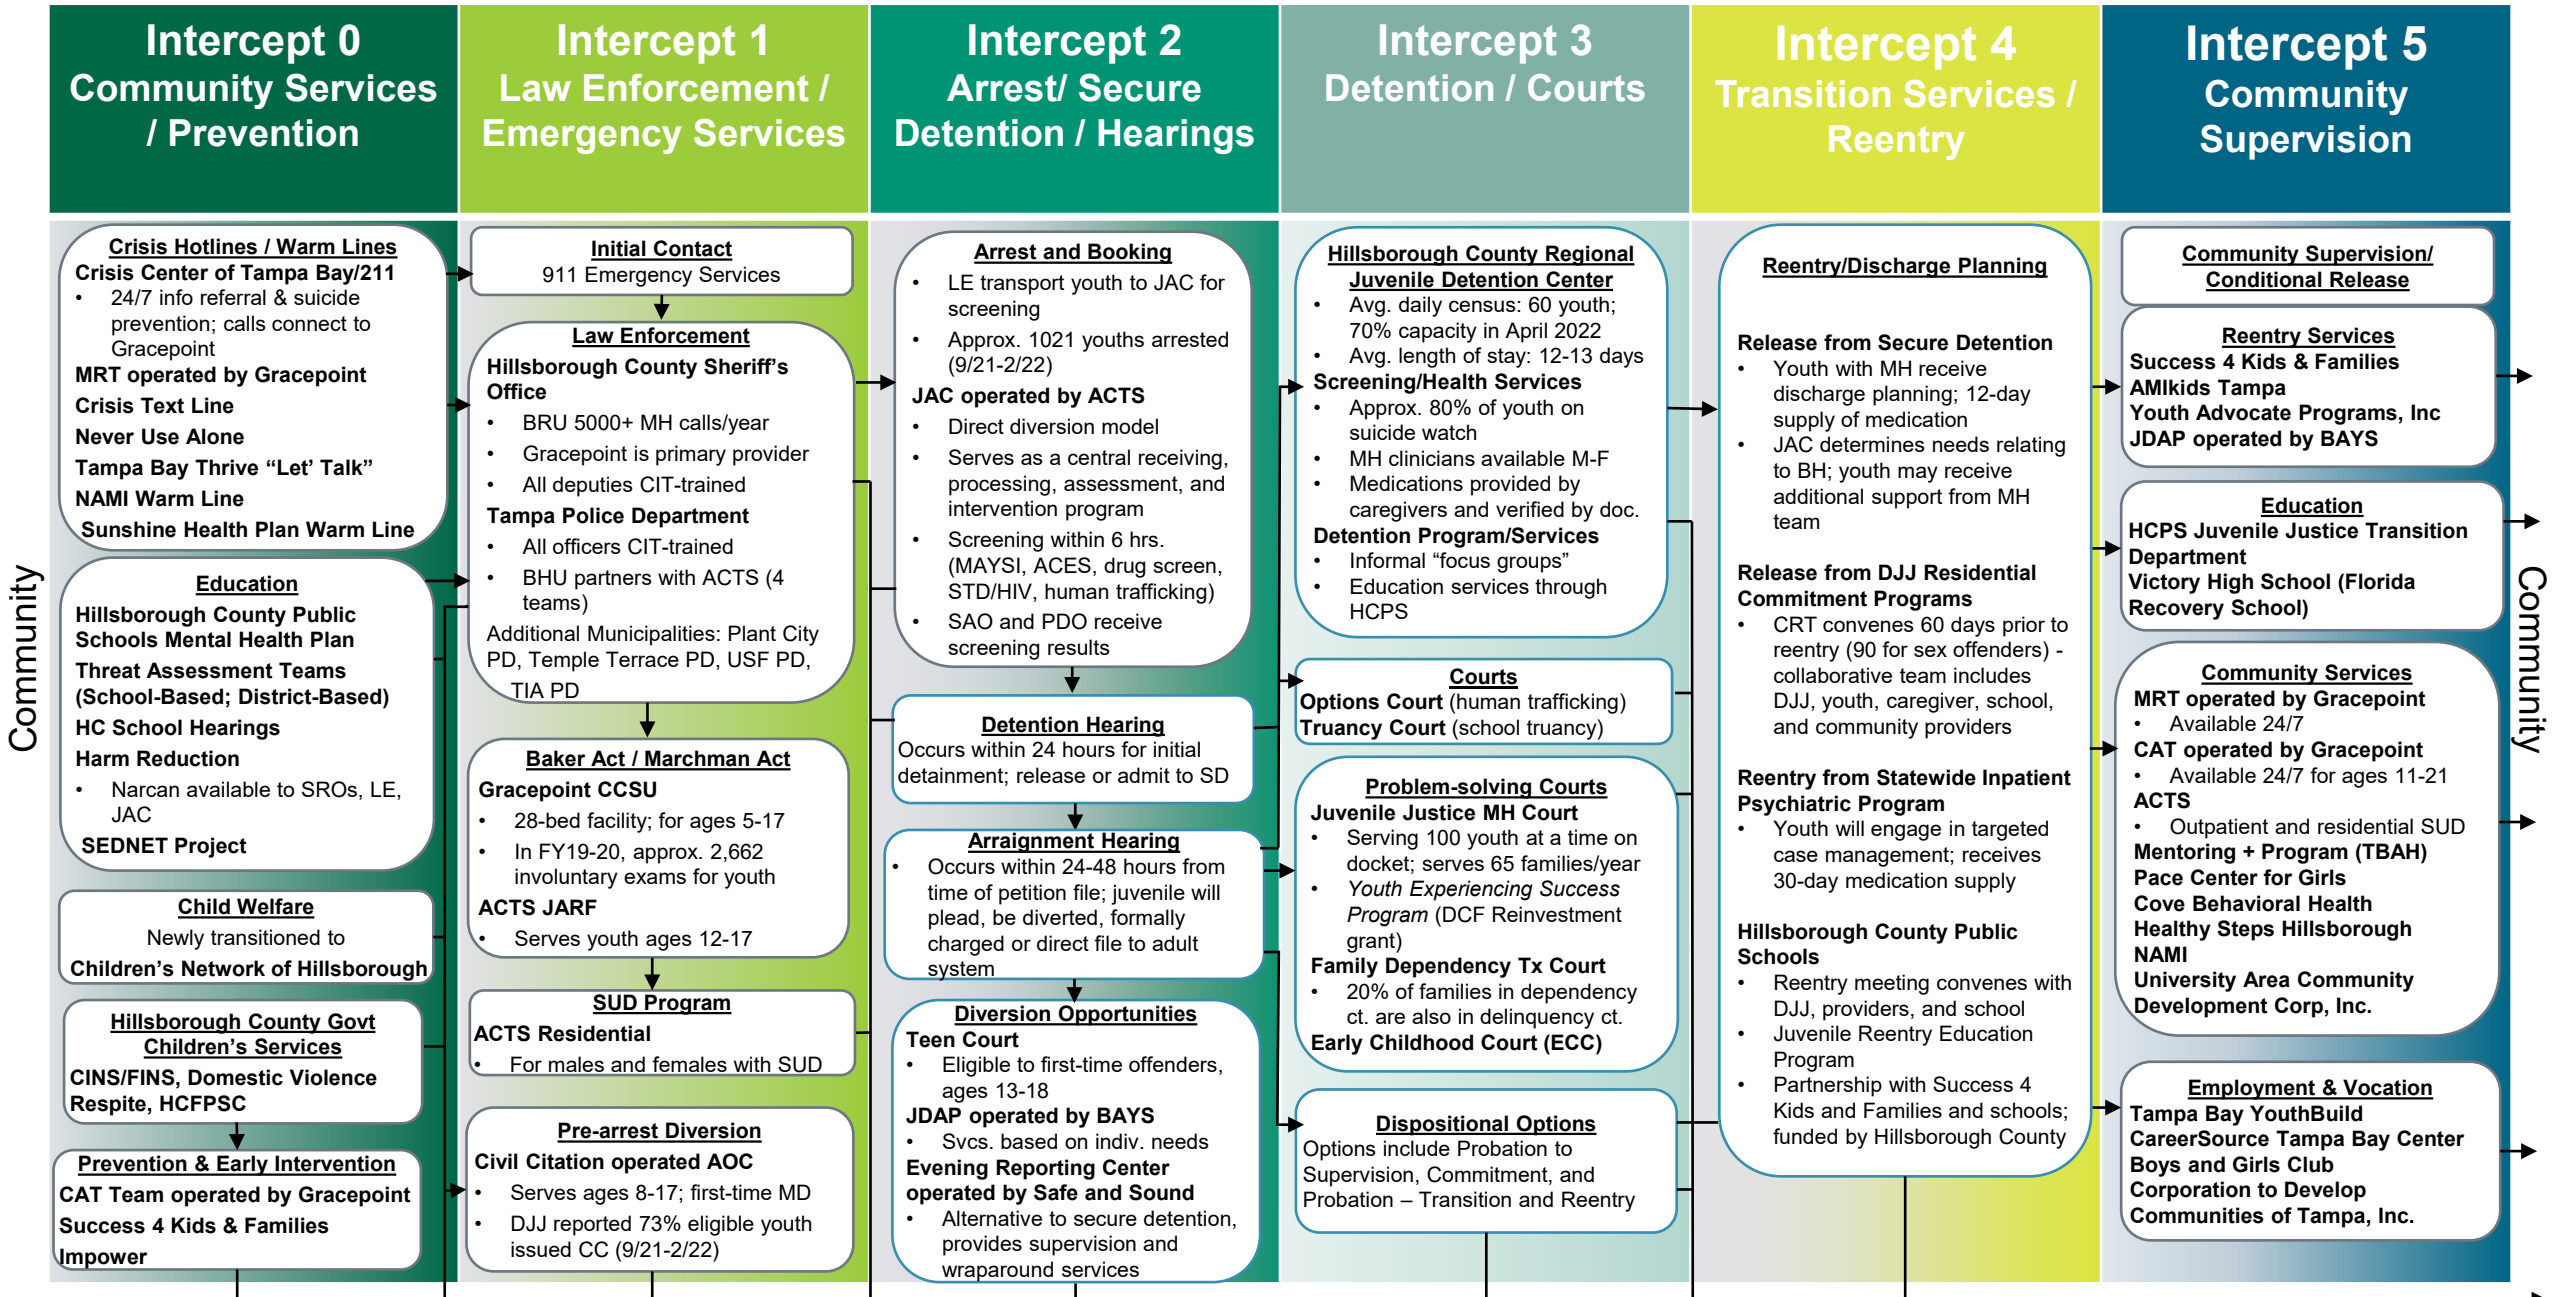 Intercept 0
Community Services
/ Prevention
Intercept 1
Law Enforcement /
Emergency Services
Intercept 2
Arrest/ Secure
Detention / Hearings
Intercept 3
Detention / Courts
Intercept 4
Transition Services /
Reentry
Intercept 5
Community
Supervision
Community
Crisis Hotlines / Warm Lines
Crisis Center of Tampa Bay/211
• 24/7 info referral & suicide
prevention; calls connect to
Gracepoint
MRT operated by Gracepoint
Crisis Text Line
Never Use Alone
Tampa Bay Thrive “Let’ Talk”
NAMI Warm Line
Sunshine Health Plan Warm Line
Education
Hillsborough County Public
Schools Mental Health Plan
Threat Assessment Teams
(School-Based; District-Based)
HC School Hearings
Harm Reduction
• Narcan available to SROs, LE,
JAC
SEDNET Project
Child Welfare
Newly transitioned to
Children’s Network of Hillsborough
Hillsborough County Govt
Children’s Services
CINS/FINS, Domestic Violence
Respite, HCFPSC
Prevention & Early Intervention
CAT Team operated by Gracepoint
Success 4 Kids & Families
Impower
Initial Contact
911 Emergency Services
Law Enforcement
Hillsborough County Sheriff’s
Office
• BRU 5000+ MH calls/year
• Gracepoint is primary provider
• All deputies CIT-trained
Tampa Police Department
• All officers CIT-trained
• BHU partners with ACTS (4
teams)
Additional Municipalities: Plant City
PD, Temple Terrace PD, USF PD,
TIA PD
Baker Act / Marchman Act
Gracepoint CCSU
• 28-bed facility; for ages 5-17
• In FY19-20, approx. 2,662
involuntary exams for youth
ACTS JARF
• Serves youth ages 12-17
SUD Program
ACTS Residential
• For males and females with SUD
Pre-arrest Diversion
Civil Citation operated AOC
• Serves ages 8-17; first-time MD
• DJJ reported 73% eligible youth
issued CC (9/21-2/22)
Arrest and Booking
• LE transport youth to JAC for
screening
• Approx. 1021 youths arrested
(9/21-2/22)
JAC operated by ACTS
• Direct diversion model
• Serves as a central receiving,
processing, assessment, and
intervention program
• Screening within 6 hrs.
(MAYSI, ACES, drug screen,
STD/HIV, human trafficking)
• SAO and PDO receive
screening results
Detention Hearing
Occurs within 24 hours for initial
detainment; release or admit to SD
Arraignment Hearing
• Occurs within 24-48 hours from
time of petition file; juvenile will
plead, be diverted, formally
charged or direct file to adult
system
Diversion Opportunities
Teen Court
• Eligible to first-time offenders,
ages 13-18
JDAP operated by BAYS
• Svcs. based on indiv. needs
Evening Reporting Center
operated by Safe and Sound
• Alternative to secure detention,
provides supervision and
wraparound services
Hillsborough County Regional
Juvenile Detention Center
• Avg. daily census: 60 youth;
70% capacity in April 2022
• Avg. length of stay: 12-13 days
Screening/Health Services
• Approx. 80% of youth on
suicide watch
• MH clinicians available M-F
• Medications provided by
caregivers and verified by doc.
Detention Program/Services
• Informal “focus groups”
• Education services through
HCPS
Courts
Options Court (human trafficking)
Truancy Court (school truancy)
Problem-solving Courts
Juvenile Justice MH Court
• Serving 100 youth at a time on
docket; serves 65 families/year
• Youth Experiencing Success
Program (DCF Reinvestment
grant)
Family Dependency Tx Court
• 20% of families in dependency
ct. are also in delinquency ct.
Early Childhood Court (ECC)
Dispositional Options
Options include Probation to
Supervision, Commitment, and
Probation – Transition and Reentry
Reentry/Discharge Planning
Release from Secure Detention
• Youth with MH receive
discharge planning; 12-day
supply of medication
• JAC determines needs relating
to BH; youth may receive
additional support from MH
team
Release from DJJ Residential
Commitment Programs
• CRT convenes 60 days prior to
reentry (90 for sex offenders) -
collaborative team includes
DJJ, youth, caregiver, school,
and community providers
Reentry from Statewide Inpatient
Psychiatric Program
• Youth will engage in targeted
case management; receives
30-day medication supply
Hillsborough County Public
Schools
• Reentry meeting convenes with
DJJ, providers, and school
• Juvenile Reentry Education
Program
• Partnership with Success 4
Kids and Families and schools;
funded by Hillsborough County
Community Supervision/
Conditional Release
Reentry Services
Success 4 Kids & Families
AMIkids Tampa
Youth Advocate Programs, Inc
JDAP operated by BAYS
Education
HCPS Juvenile Justice Transition
Department
Victory High School (Florida
Recovery School)
Community Services
MRT operated by Gracepoint
• Available 24/7
CAT operated by Gracepoint
• Available 24/7 for ages 11-21
ACTS
• Outpatient and residential SUD
Mentoring + Program (TBAH)
Pace Center for Girls
Cove Behavioral Health
Healthy Steps Hillsborough
NAMI
University Area Community
Development Corp, Inc.
Employment & Vocation
Tampa Bay YouthBuild
CareerSource Tampa Bay Center
Boys and Girls Club
Corporation to Develop
Communities of Tampa, Inc.
Community